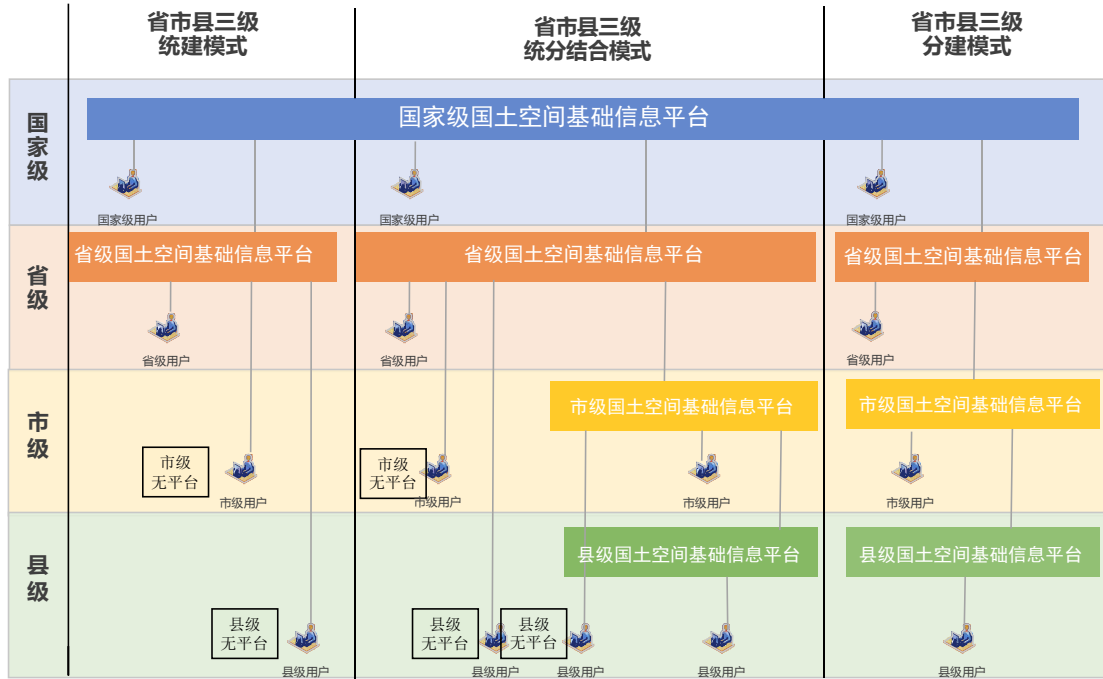 省市县三级
统建模式
省市县三级
统分结合模式
省市县三级
分建模式
国家级
国家级国土空间基础信息平台
国家级用户
国家级用户
国家级用户
省级
省级国土空间基础信息平台
省级国土空间基础信息平台
省级国土空间基础信息平台
省级用户
省级用户
省级用户
市级
市级国土空间基础信息平台
市级国土空间基础信息平台
市级
无平台
市级
无平台
市级用户
市级用户
市级用户
市级用户
县级
县级国土空间基础信息平台
县级国土空间基础信息平台
县级
无平台
县级
无平台
县级
无平台
县级用户
县级用户
县级用户
县级用户
县级用户